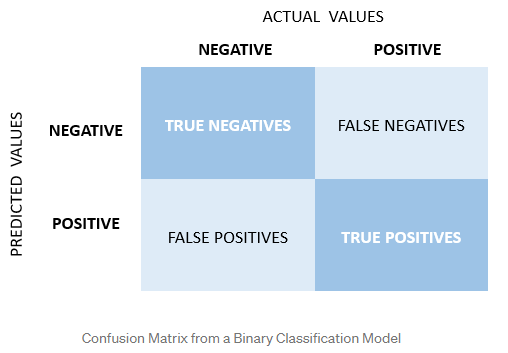 ACTUAL VALUES
NEGATIVE POSITIVE
PREDICTED VALUES
NEGATIVE TRUE NEGATIVES FALSE NEGATIVES
POSITIVE FALSE POSITIVES TRUE POSITIVES
Confusion Matrix from a Binary Classification Model